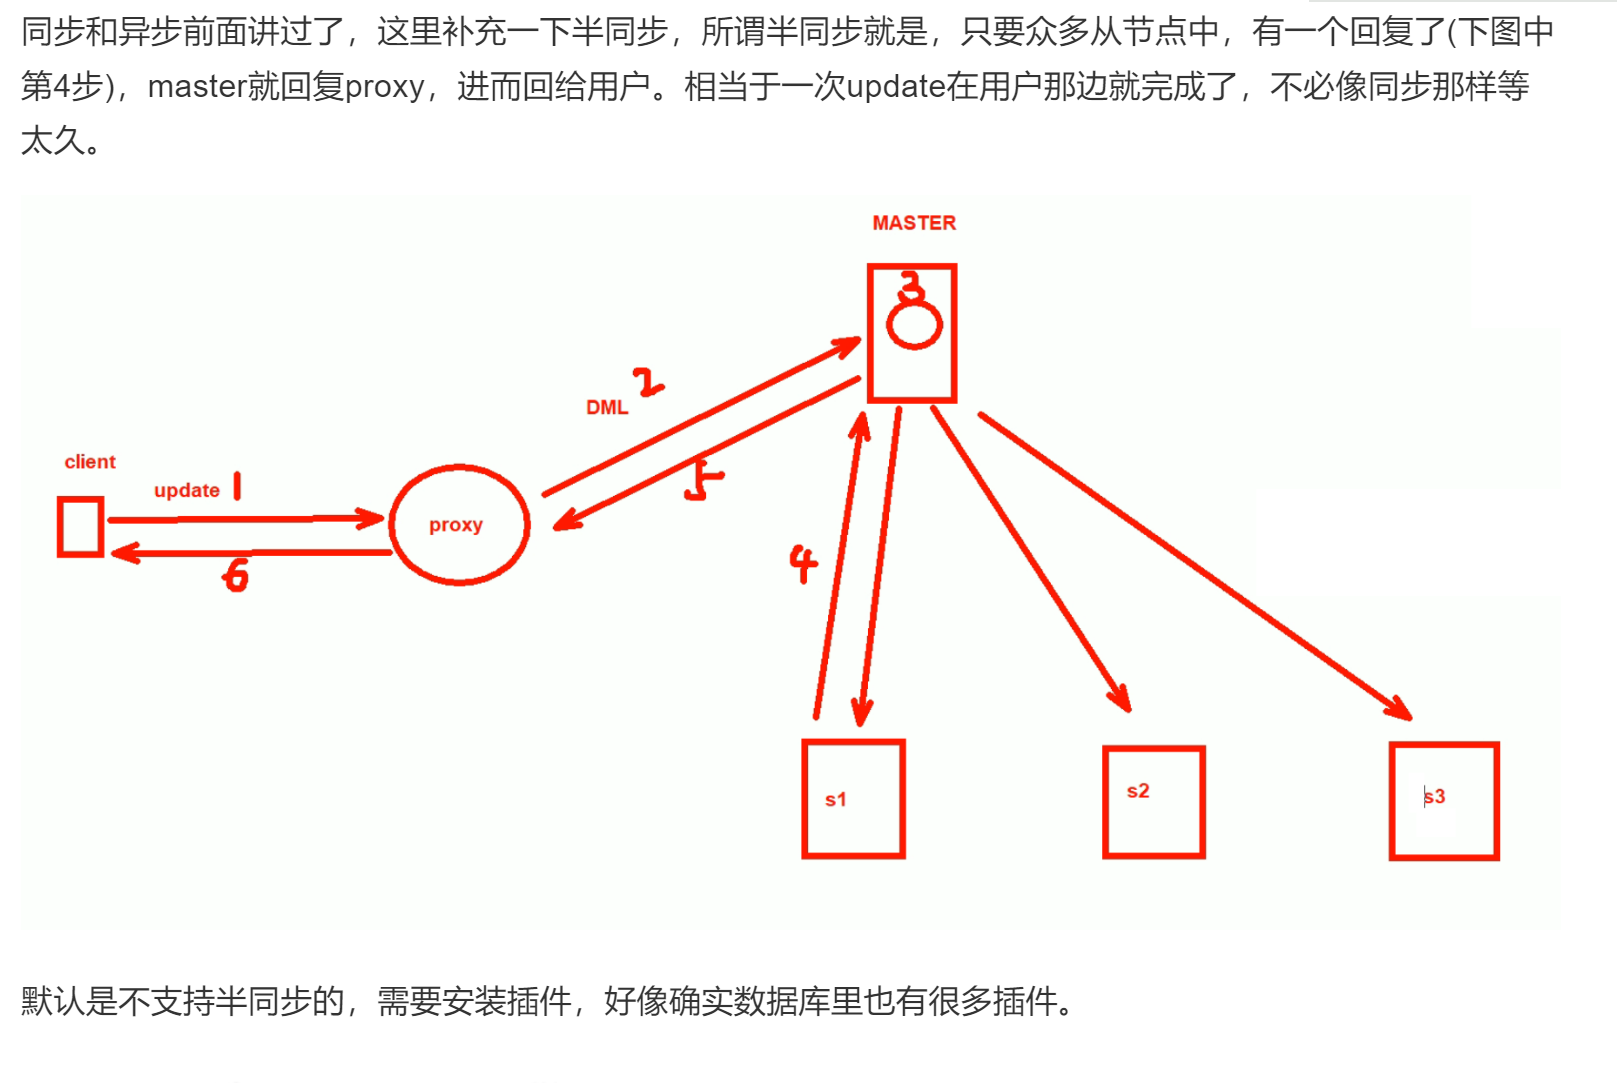 同步和异步前面讲过了，这里补充一下半同步，所谓半同步就是，只要众多从节点中，有一个回复了(下图中
第4步)，master就回复proxy，进而回给用户。相当于一次update在用户那边就完成了，不必像同步那样等
太久。
MASTER
3
2
DML
client
update 1
5
proxy
4
6
s1
s2
s3
默认是不支持半同步的，需要安装插件，好像确实数据库里也有很多插件。